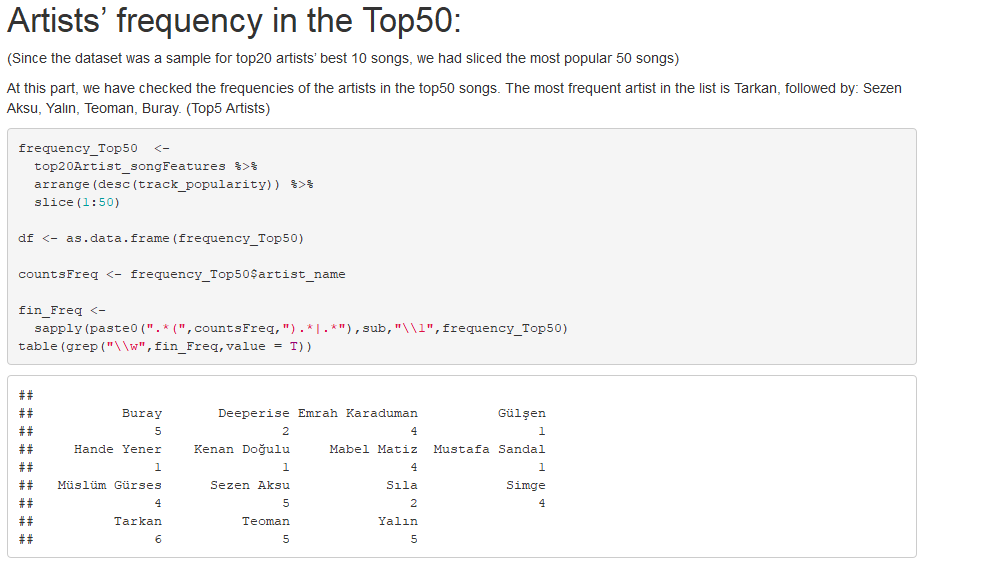 Artists’ frequency in the Top50:
(Since the dataset was a sample for top20 artists’ best 10 songs, we had sliced the most popular 50 songs)
At this part, we have checked the frequencies of the artists in the top50 songs. The most frequent artist in the list is Tarkan, followed by: Sezen
Aksu, Yalın, Teoman, Buray. (Top5 Artists)
frequency_Top50  <-
  top20Artist_songFeatures %>%
  arrange(desc(track_popularity)) %>%
  slice(1:50)
df <- as.data.frame(frequency_Top50)
countsFreq <- frequency_Top50$artist_name
fin_Freq <-
  sapply(paste0(".*(",countsFreq,").*|.*"),sub,"\\1",frequency_Top50)
table(grep("\\w",fin_Freq,value = T))
##
##           Buray       Deeperise Emrah Karaduman          Gülşen
##               5               2               4               1
##     Hande Yener    Kenan Doğulu     Mabel Matiz  Mustafa Sandal
##               1               1               4               1
##   Müslüm Gürses      Sezen Aksu            Sıla           Simge
##               4               5               2               4
##          Tarkan          Teoman           Yalın
##               6               5               5